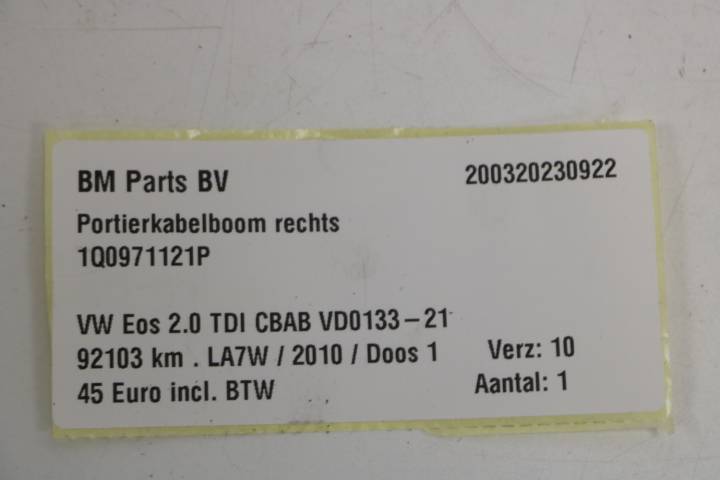 BM Parts BV 200320230922
Portierkabelboom rechts
1Q0971121P
VW Eos 2.0 TDI CBAB VD0133-21
92103 km . LA7W / 2010 / Doos 1 Verz: 10
45 Euro incl. BTW Aantal: 1